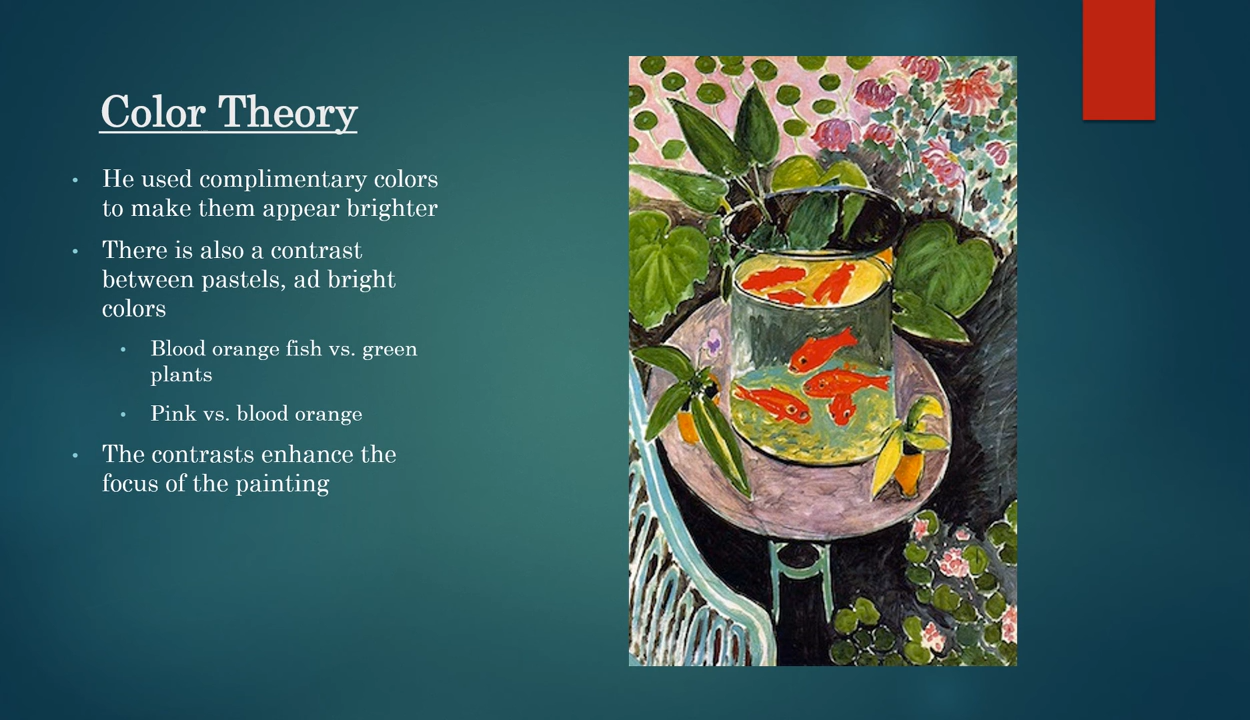 Color Theory
• He used complimentary colors
to make them appear brighter
• There is also a contrast
between pastels, ad bright
colors
• Blood orange fish vs. green
plants
• Pink vs. blood orange
• The contrasts enhance the
focus of the painting